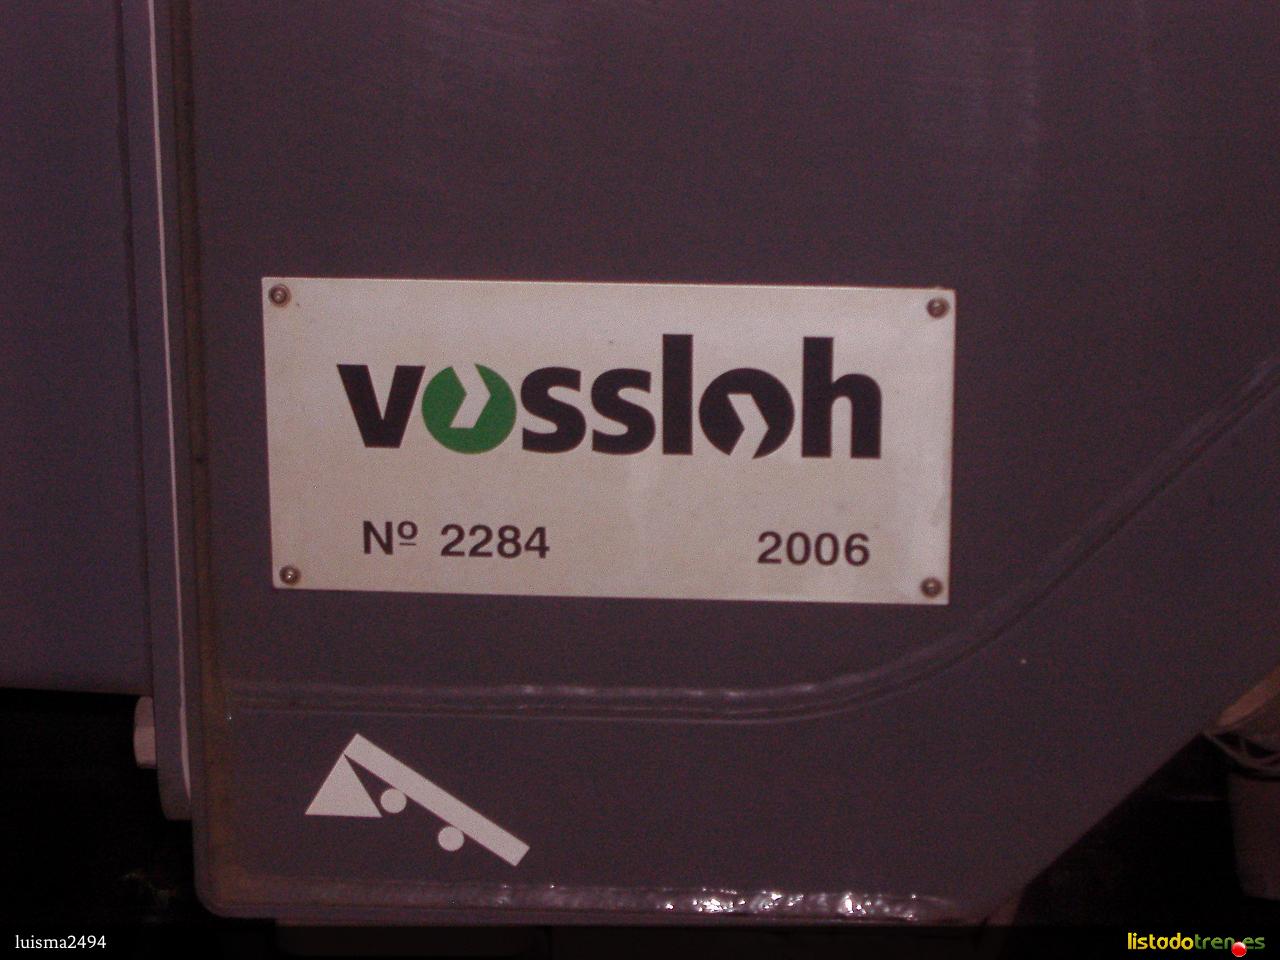 vossloh
Nº 2284 2006
luisma2494
listadotren.es